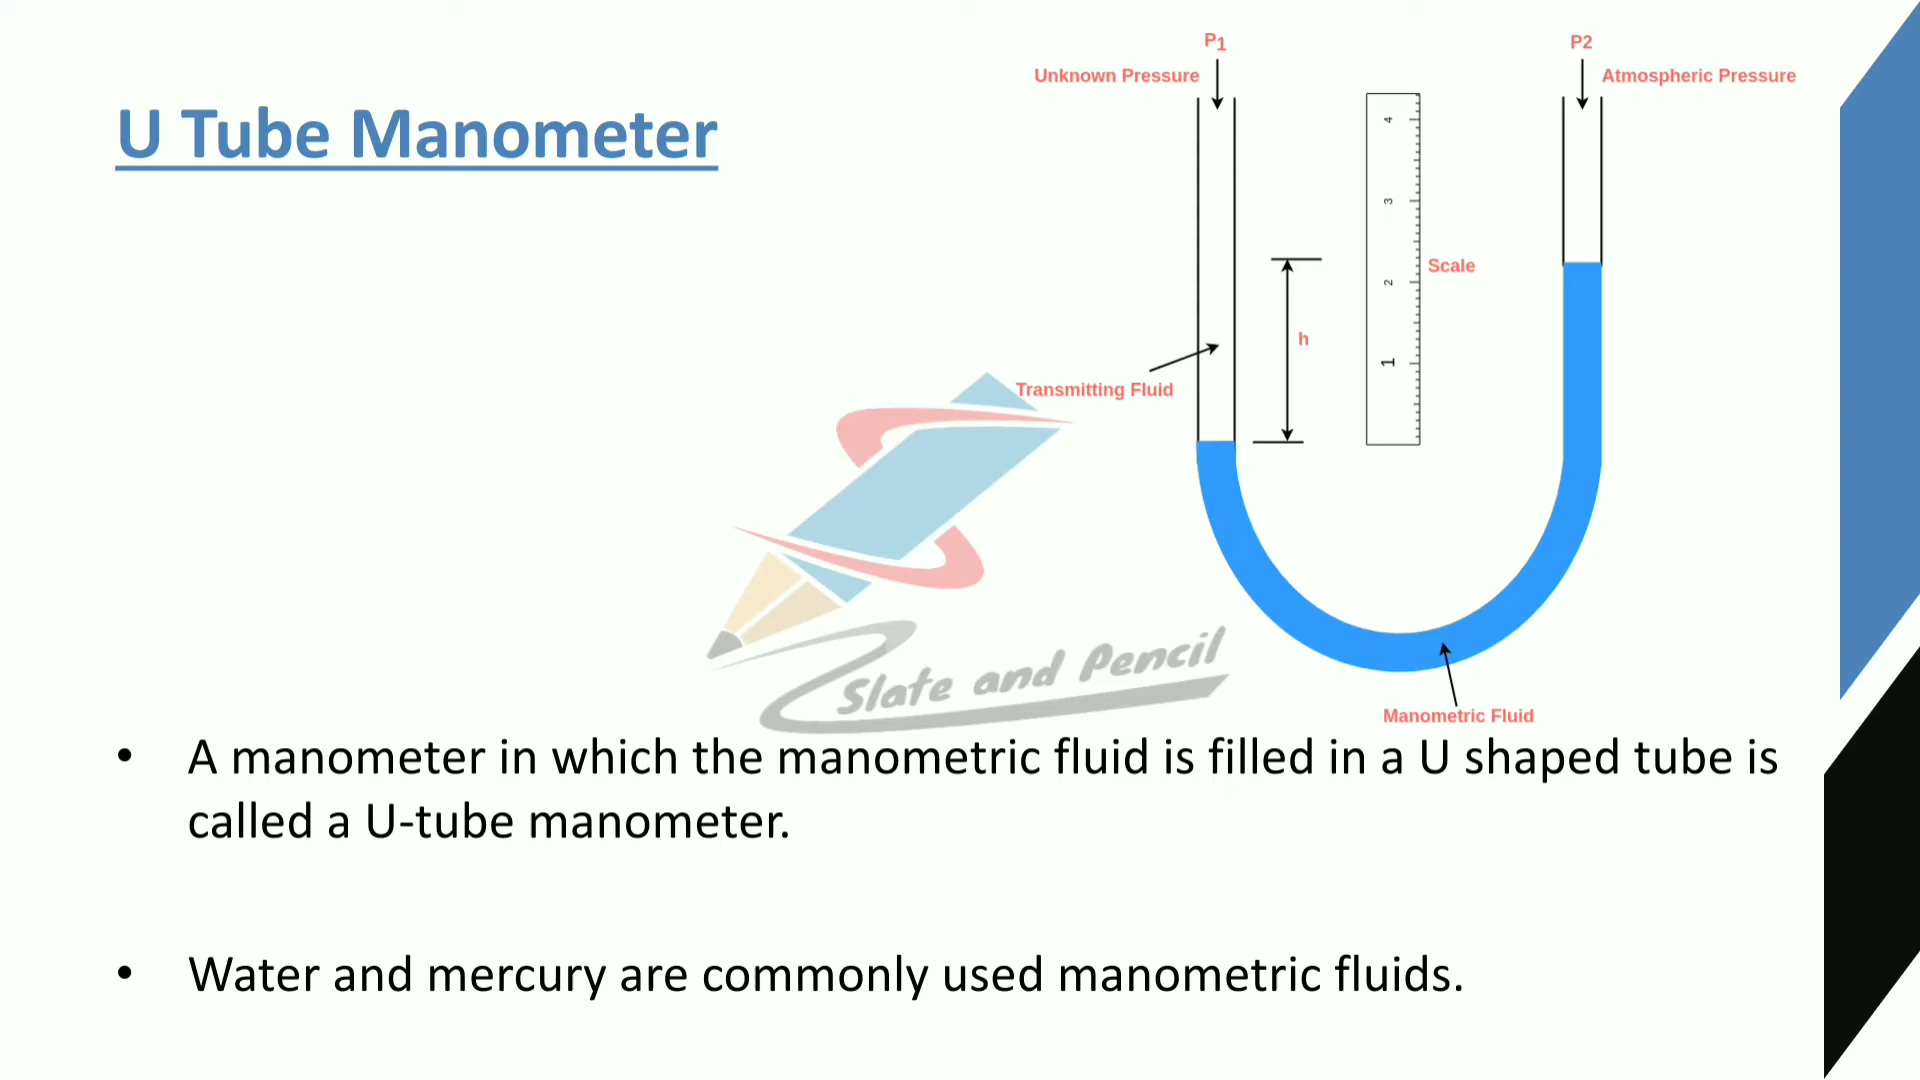 U Tube Manometer
P1
Unknown Pressure
P2
Atmospheric Pressure
4
3
2
1
Scale
h
Transmitting Fluid
Slate and Pencil
Manometric Fluid
• A manometer in which the manometric fluid is filled in a U shaped tube is
called a U-tube manometer.
• Water and mercury are commonly used manometric fluids.